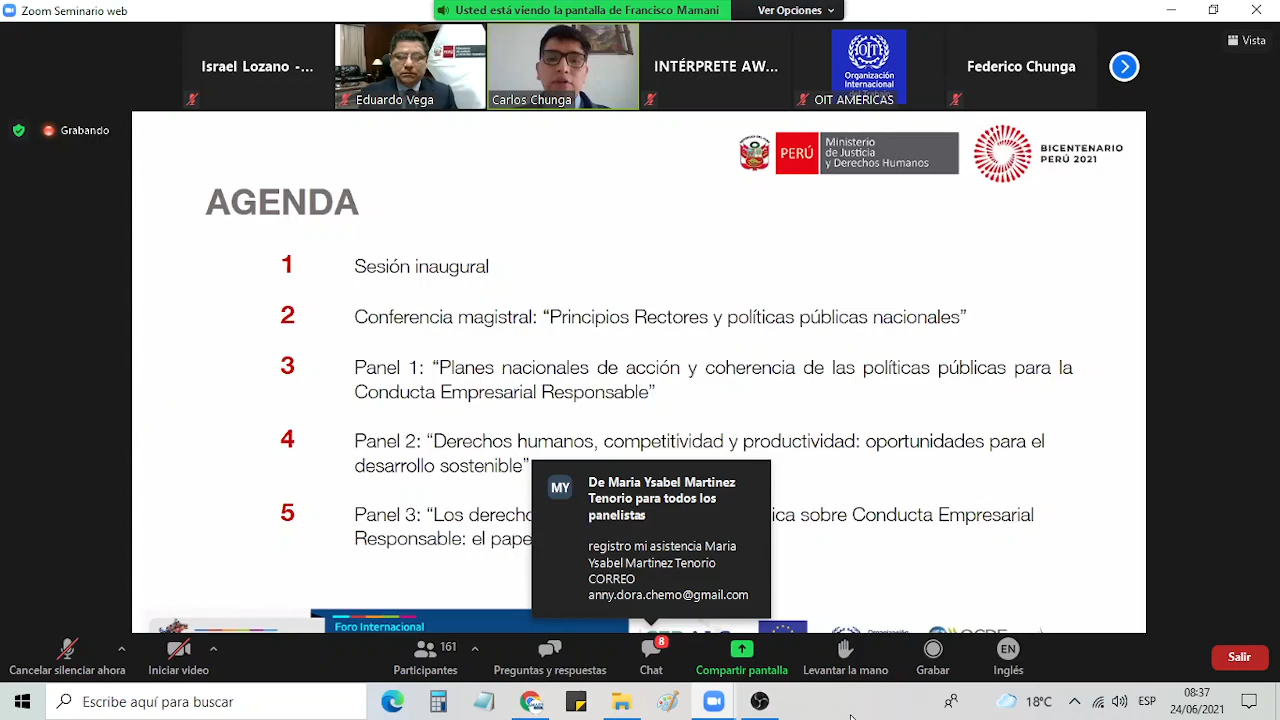 Zoom Seminario web
Usted está viendo la pantalla de Francisco Mamani
Ver Opciones
Israel Lozano -...
Eduardo Vega
Carlos Chunga
INTÉRPRETE AW...
OIT
Organización
Internacional
OIT AMERICAS
Federico Chunga
Vista
Grabando
PERÚ
Ministerio
de Justicia
y Derechos Humanos
BICENTENARIO
PERÚ 2021
AGENDA
1 Sesión inaugural
2 Conferencia magistral: “Principios Rectores y políticas públicas nacionales”
3 Panel 1: “Planes nacionales de acción y coherencia de las políticas públicas para la
Conducta Empresarial Responsable”
4 Panel 2: “Derechos humanos, competitividad y productividad: oportunidades para el
desarrollo sostenible”
5 Panel 3: “Los derecho
ica sobre Conducta Empresarial
Responsable: el pape
MY
De Maria Ysabel Martinez
Tenorio para todos los
panelistas
registro mi asistencia Maria
Ysabel Martinez Tenorio
CORREO
anny.dora.chemo@gmail.com
Foro Internacional
Cancelar silenciar ahora
Iniciar video
161
Participantes
Preguntas y respuestas
8
Chat
Compartir pantalla
Levantar la mano
Grabar
EN
Inglés
Salir
Escribe aquí para buscar
18°C
ESP
08:37
24/06/2021